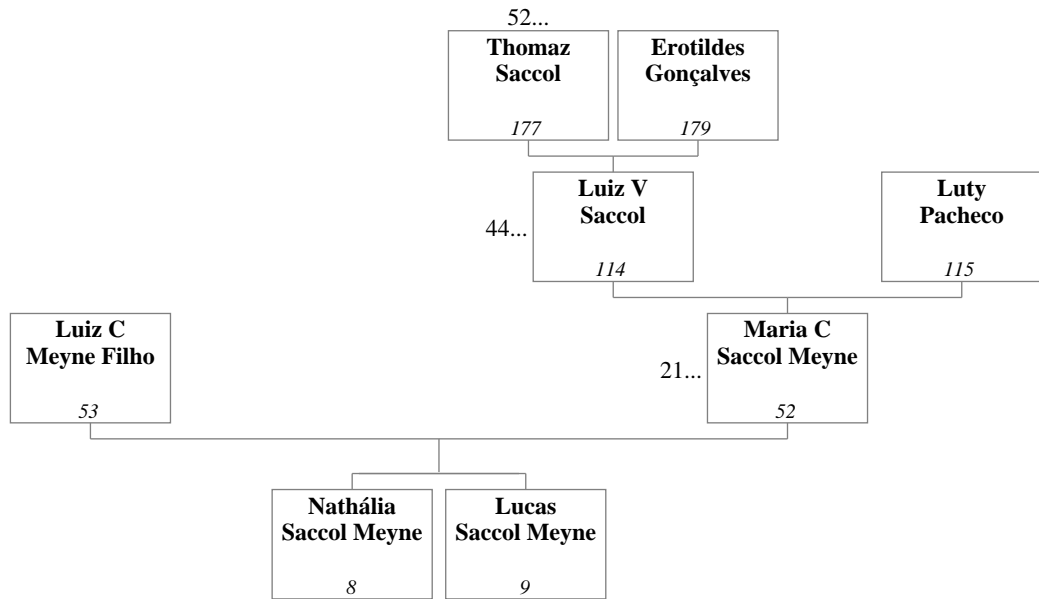 52...
Thomaz
Saccol
177
Erotildes
Gonçalves
179
44...
Luiz V
Saccol
114
Luty
Pacheco
115
Luiz C
Meyne Filho
53
21...
Maria C
Saccol Meyne
52
Nathália
Saccol Meyne
8
Lucas
Saccol Meyne
9